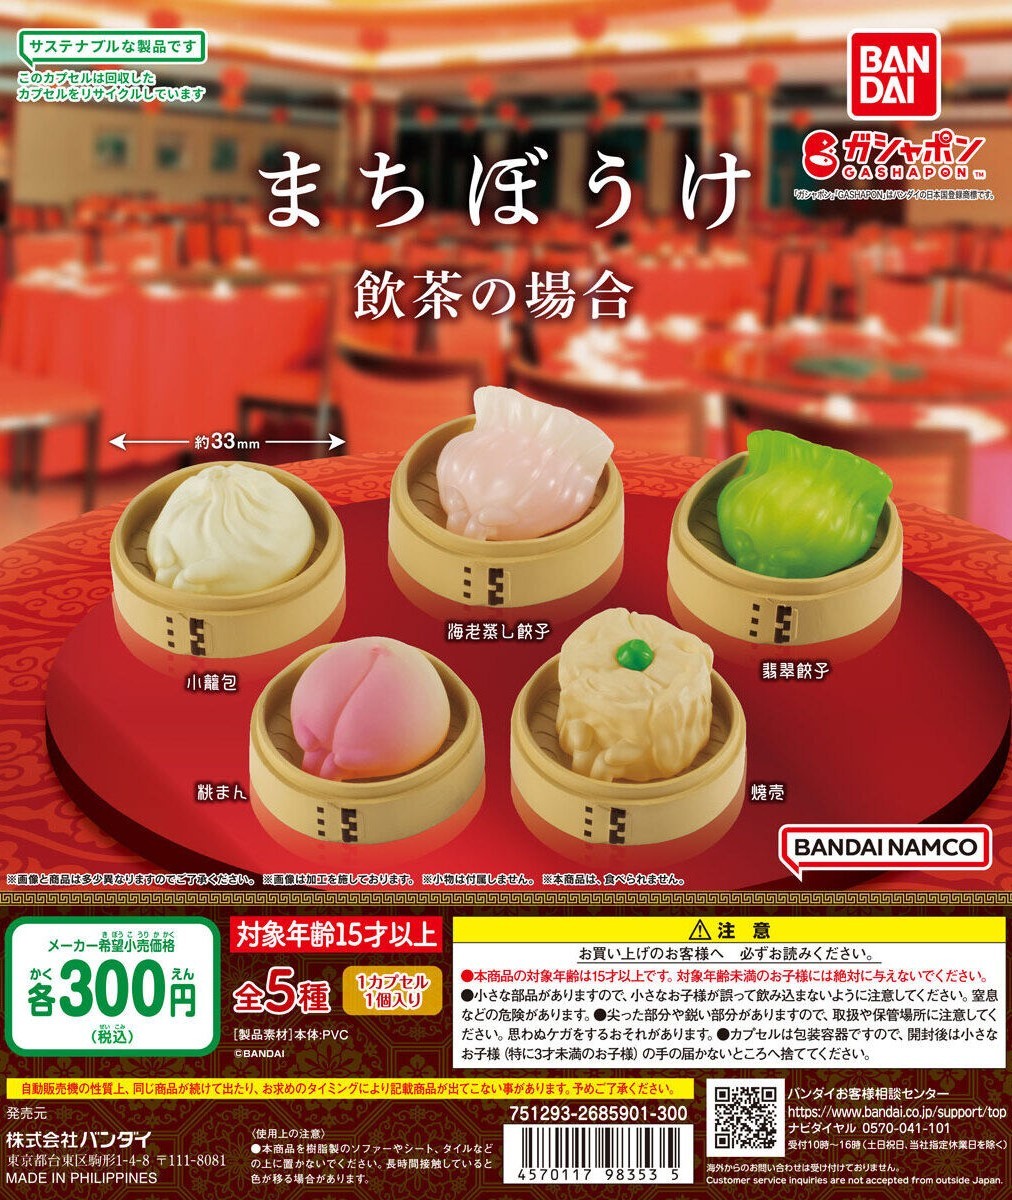 サステナブルな製品です
このカプセルは回収した
カプセルをリサイクルしています
BAN
DAI
ガシャポン
GASHAPON™
「ガシャポン」「GASHAPON」はバンダイの日本国登録商標です。
まちぼうけ
飲茶の場合
約33mm
小籠包
海老蒸し餃子
翡翠餃子
桃まん
焼売
BANDAI NAMCO
※画像と商品は多少異なりますのでご了承ください。 ※画像は加工を施しております。 ※小物は付属しません。 ※本商品は、食べられません。
メーカー希望小売価格
きぼうこうりかかく
各300円
かく えん
(税込)
ぜいこみ
対象年齢15才以上
全5種
1カプセル
1個入り
[製品素材]本体:PVC
©BANDAI
注 意
お買い上げのお客様へ 必ずお読みください。
●本商品の対象年齢は15才以上です。対象年齢未満のお子様には絶対に与えないでください。
●小さな部品がありますので、小さなお子様が誤って飲み込まないように注意してください。窒息
などの危険があります。●尖った部分や鋭い部分がありますので、取扱や保管場所に注意してく
ださい。思わぬケガをするおそれがあります。●カプセルは包装容器ですので、開封後は小さな
お子様(特に3才未満のお子様)の手の届かないところへ捨ててください。
自動販売機の性質上、同じ商品が続けて出たり、お求めのタイミングにより記載商品が出てこない事があります。予めご了承ください。
発売元
株式会社バンダイ
東京都台東区駒形1-4-8 〒111-8081
MADE IN PHILIPPINES
〈使用上の注意〉
●本商品を樹脂製のソファーやシート、タイルなど
の上に置かないでください。長時間接触していると
色が移る場合があります。
751293-2685901-300
4570117 98353 5
バンダイお客様相談センター
https://www.bandai.co.jp/support/top
ナビダイヤル 0570-041-101
受付10時~16時(土日祝日、当社指定休業日を除く)
海外からのお問い合わせは受け付けておりません。
Customer service inquiries are not accepted from outside Japan.